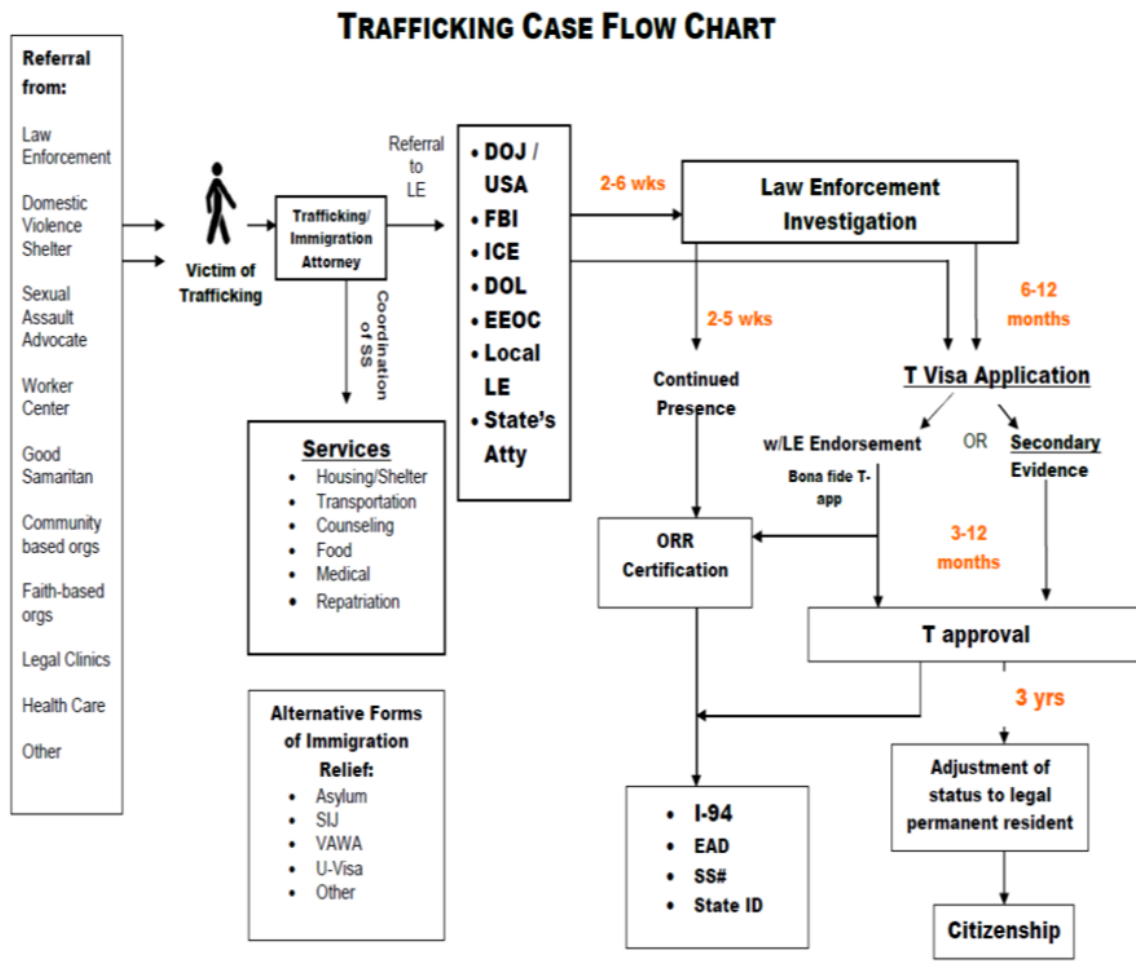 TRAFFICKING CASE FLOW CHART
Referral
from:
Law
Enforcement
Domestic
Violence
Shelter
Sexual
Assault
Advocate
Worker
Center
Good
Samaritan
Community
based orgs
Faith-based
orgs
Legal Clinics
Health Care
Other
Victim of
Trafficking
Trafficking/
Immigration
Attorney
Referral
to
LE
Coordination
of SS
Services
• Housing/Shelter
• Transportation
• Counseling
• Food
• Medical
• Repatriation
Alternative Forms
of Immigration
Relief:
• Asylum
• SIJ
• VAWA
• U-Visa
• Other
• DOJ /
USA
• FBI
• ICE
• DOL
• EEOC
• Local
LE
• State's
Atty
2-6 wks
Law Enforcement
Investigation
2-5 wks
6-12
months
Continued
Presence
T Visa Application
w/LE Endorsement
OR
Secondary
Evidence
Bona fide T-
app
3-12
months
ORR
Certification
T approval
3 yrs
Adjustment of
status to legal
permanent resident
• I-94
• EAD
• SS#
• State ID
Citizenship